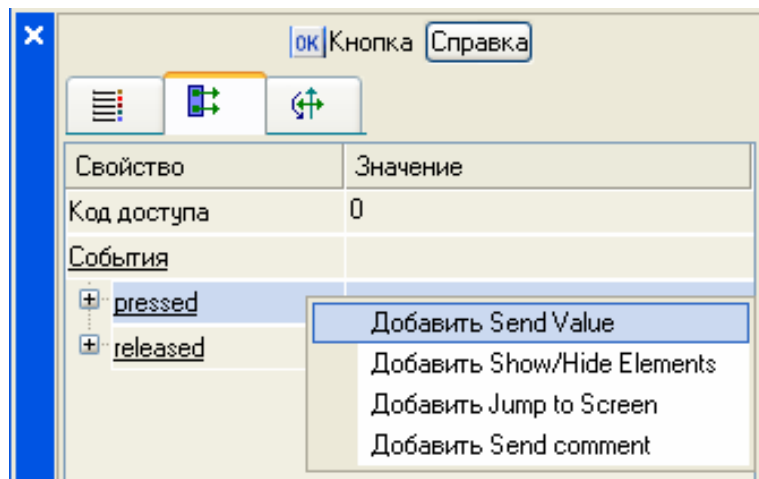 OK Кнопка Справка
Свойство Значение
Код доступа 0
События
pressed
Добавить Send Value
released
Добавить Show/Hide Elements
Добавить Jump to Screen
Добавить Send comment